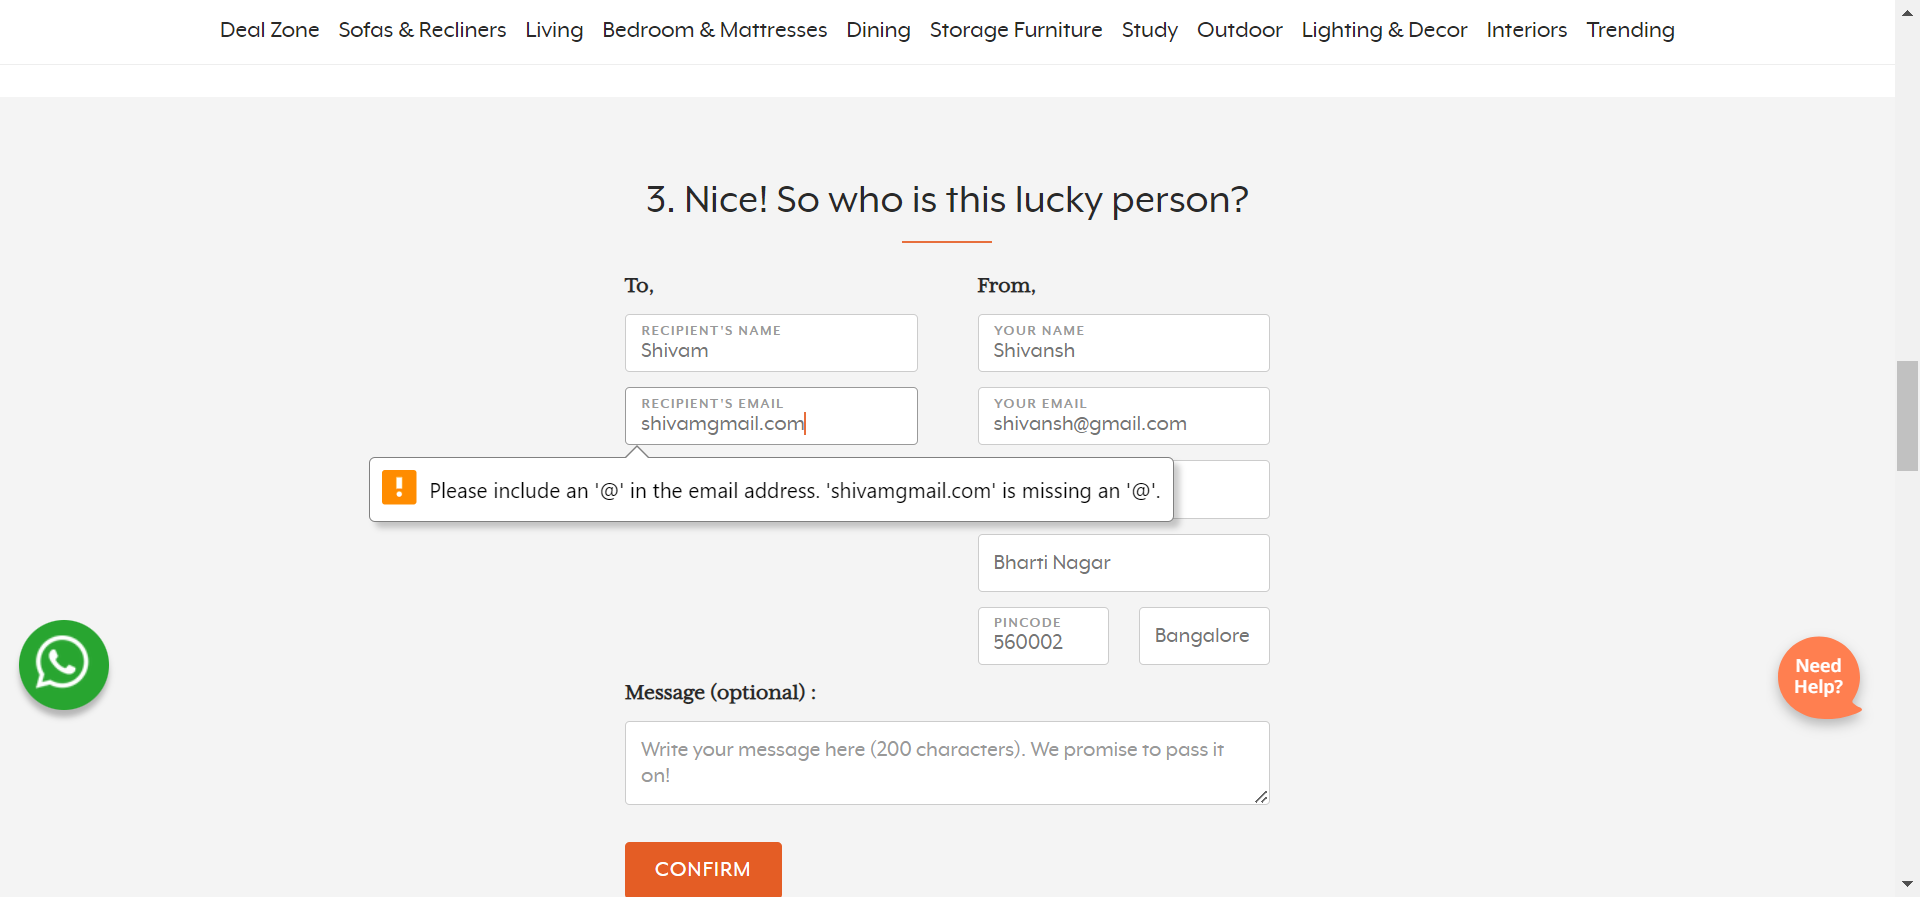 Deal Zone Sofas & Recliners Living Bedroom & Mattresses Dining Storage Furniture Study Outdoor Lighting & Decor Interiors Trending
3. Nice! So who is this lucky person?
To,
From,
RECIPIENT'S NAME
Shivam
YOUR NAME
Shivansh
RECIPIENT'S EMAIL
shivamgmail.com
YOUR EMAIL
shivansh@gmail.com
Please include an '@' in the email address. 'shivamgmail.com' is missing an '@'.
Bharti Nagar
PINCODE
560002
Bangalore
Message (optional) :
Write your message here (200 characters). We promise to pass it
on!
CONFIRM
Need
Help?